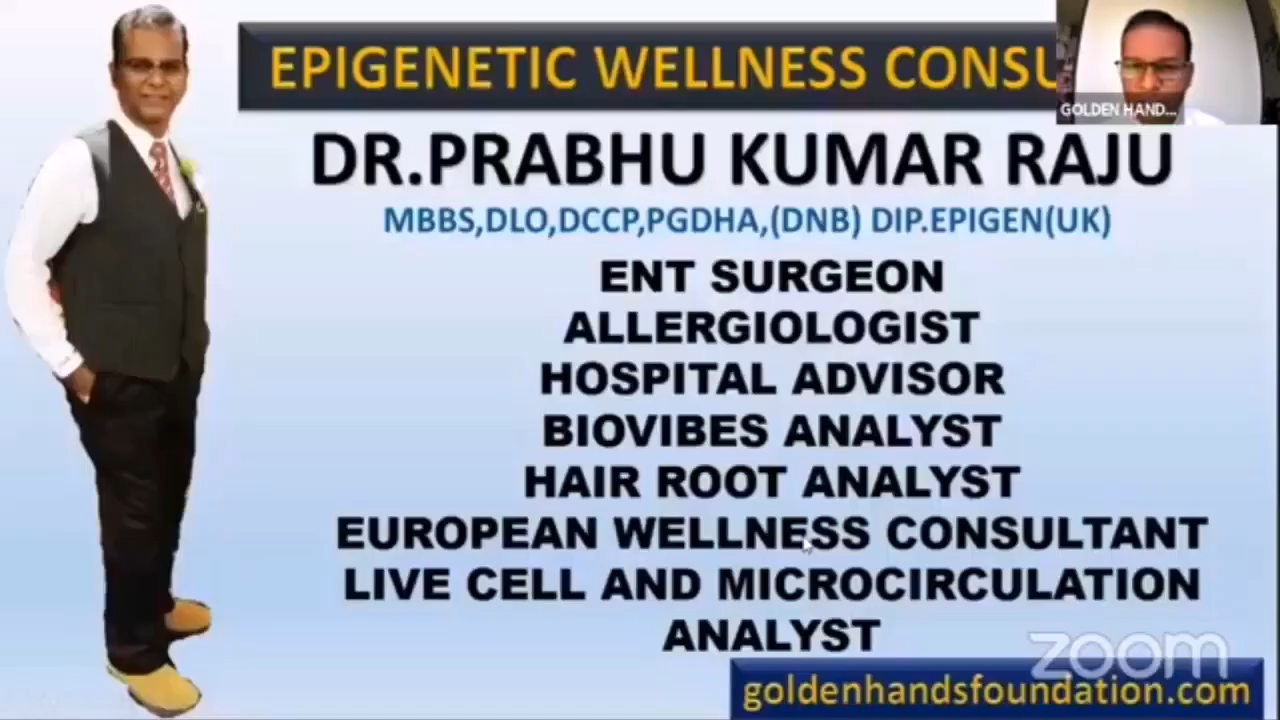 EPIGENETIC WELLNESS CONSU
GOLDEN HAND...
DR.PRABHU KUMAR RAJU
MBBS,DLO,DCCP,PGDHA,(DNB) DIP.EPIGEN(UK)
ENT SURGEON
ALLERGIOLOGIST
HOSPITAL ADVISOR
BIOVIBES ANALYST
HAIR ROOT ANALYST
EUROPEAN WELLNESS CONSULTANT
LIVE CELL AND MICROCIRCULATION
ANALYST
zoom
goldenhandsfoundation.com